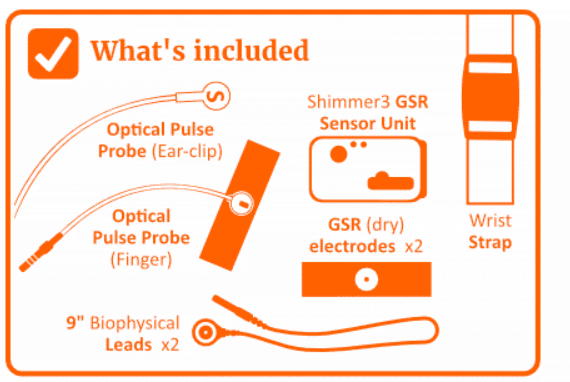 What's included
Optical Pulse
Probe (Ear-clip)
Optical
Pulse Probe
(Finger)
Shimmer3 GSR
Sensor Unit
GSR (dry)
electrodes x2
Wrist
Strap
9" Biophysical
Leads x2